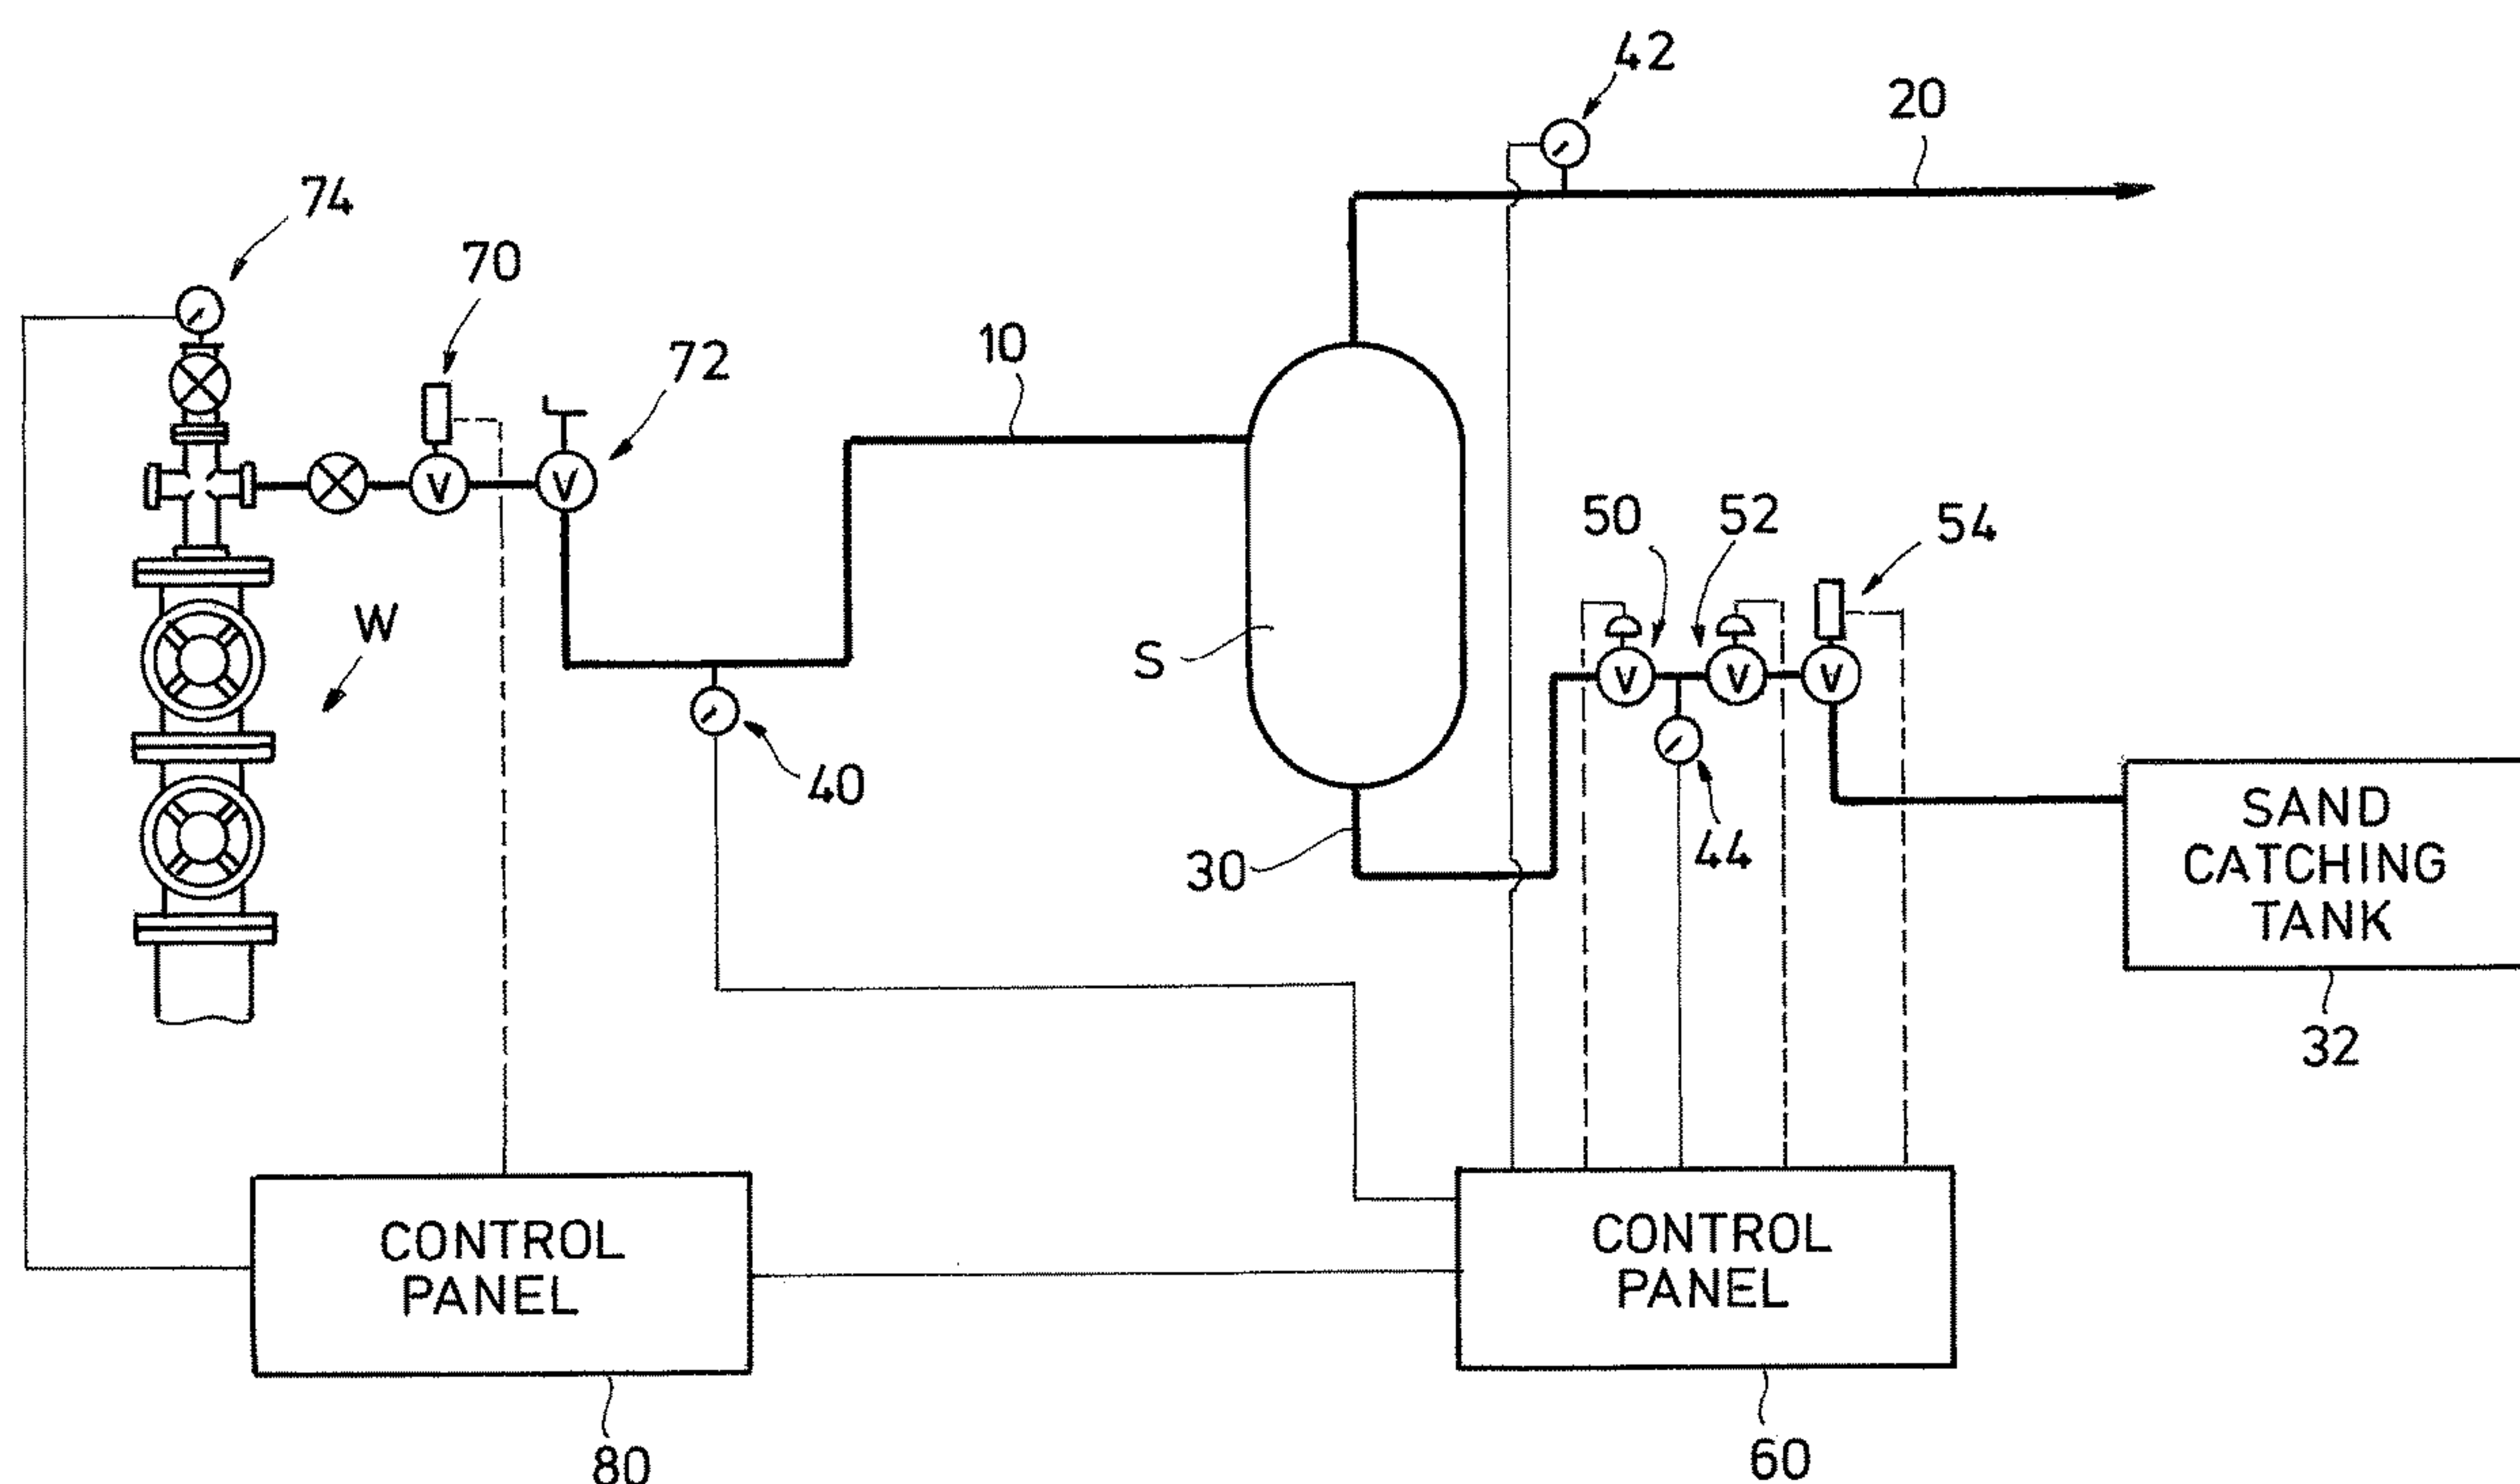 42
20
74
70
10
72
50
52
54
W
S
V
V
V
V
V
40
44
30
SAND
CATCHING
TANK
32
CONTROL
PANEL
CONTROL
PANEL
80
60